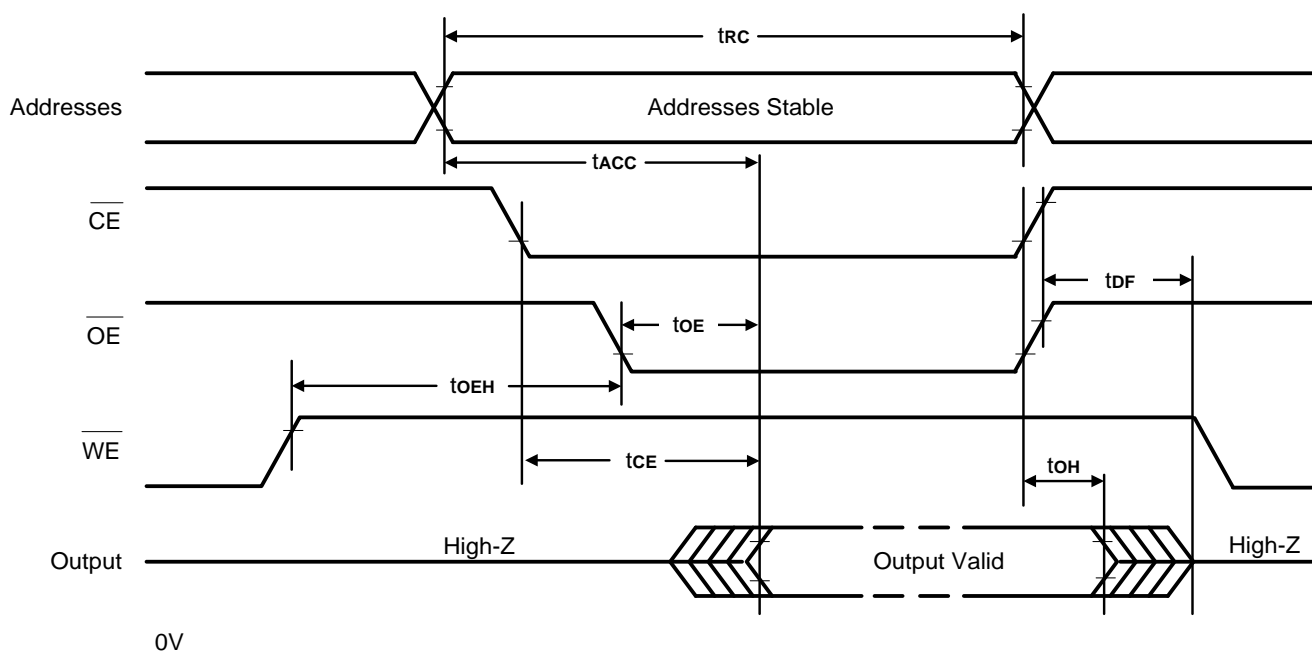 tRC
Addresses
Addresses Stable
tACC
CE
tDF
OE
tOE
tOEH
WE
tCE
tOH
High-Z
High-Z
Output
Output Valid
0V